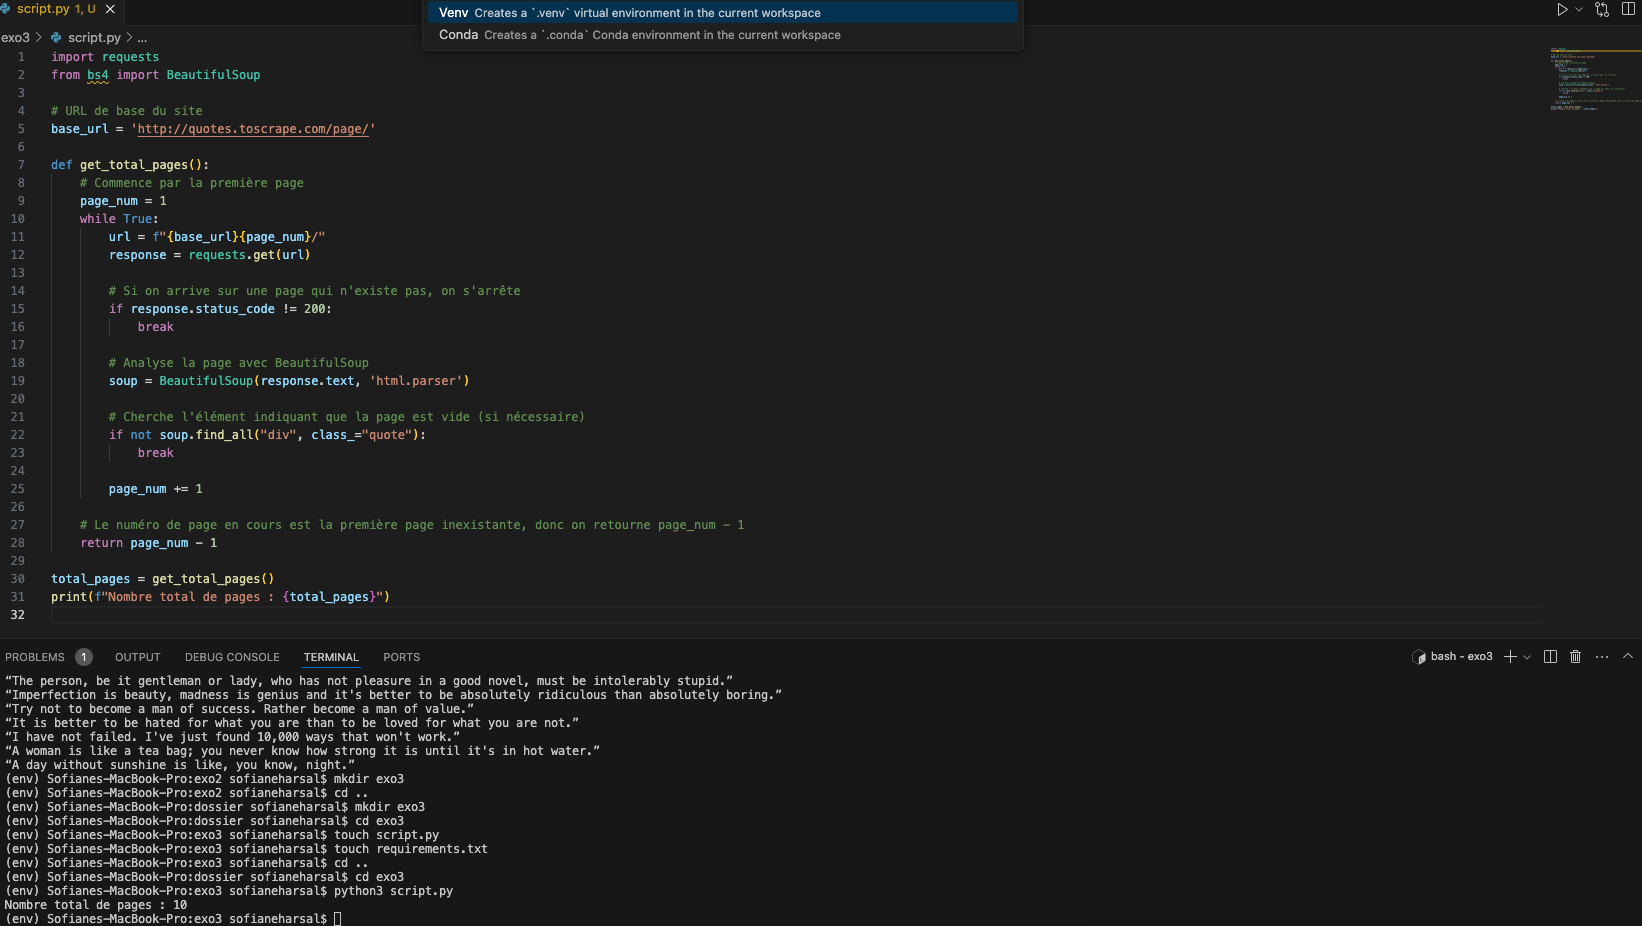 script.py 1, U
Venv Creates a `.venv` virtual environment in the current workspace
Conda Creates a `.conda` Conda environment in the current workspace
exo3 > script.py > ...
1 import requests
2 from bs4 import BeautifulSoup
3
4 # URL de base du site
5 base_url = 'http://quotes.toscrape.com/page/'
6
7 def get_total_pages():
8 # Commence par la première page
9 page_num = 1
10 while True:
11 url = f"{base_url}{page_num}/"
12 response = requests.get(url)
13
14 # Si on arrive sur une page qui n'existe pas, on s'arrête
15 if response.status_code != 200:
16 break
17
18 # Analyse la page avec BeautifulSoup
19 soup = BeautifulSoup(response.text, 'html.parser')
20
21 # Cherche l'élément indiquant que la page est vide (si nécessaire)
22 if not soup.find_all("div", class_="quote"):
23 break
24
25 page_num += 1
26
27 # Le numéro de page en cours est la première page inexistante, donc on retourne page_num - 1
28 return page_num - 1
29
30 total_pages = get_total_pages()
31 print(f"Nombre total de pages : {total_pages}")
32
PROBLEMS 1 OUTPUT DEBUG CONSOLE TERMINAL PORTS bash - exo3
“The person, be it gentleman or lady, who has not pleasure in a good novel, must be intolerably stupid.”
“Imperfection is beauty, madness is genius and it's better to be absolutely ridiculous than absolutely boring.”
“Try not to become a man of success. Rather become a man of value.”
“It is better to be hated for what you are than to be loved for what you are not.”
“I have not failed. I've just found 10,000 ways that won't work.”
“A woman is like a tea bag; you never know how strong it is until it's in hot water.”
“A day without sunshine is like, you know, night.”
(env) Sofianes-MacBook-Pro:exo2 sofianeharsal$ mkdir exo3
(env) Sofianes-MacBook-Pro:exo2 sofianeharsal$ cd ..
(env) Sofianes-MacBook-Pro:dossier sofianeharsal$ mkdir exo3
(env) Sofianes-MacBook-Pro:dossier sofianeharsal$ cd exo3
(env) Sofianes-MacBook-Pro:exo3 sofianeharsal$ touch script.py
(env) Sofianes-MacBook-Pro:exo3 sofianeharsal$ touch requirements.txt
(env) Sofianes-MacBook-Pro:exo3 sofianeharsal$ cd ..
(env) Sofianes-MacBook-Pro:dossier sofianeharsal$ cd exo3
(env) Sofianes-MacBook-Pro:exo3 sofianeharsal$ python3 script.py
Nombre total de pages : 10
(env) Sofianes-MacBook-Pro:exo3 sofianeharsal$